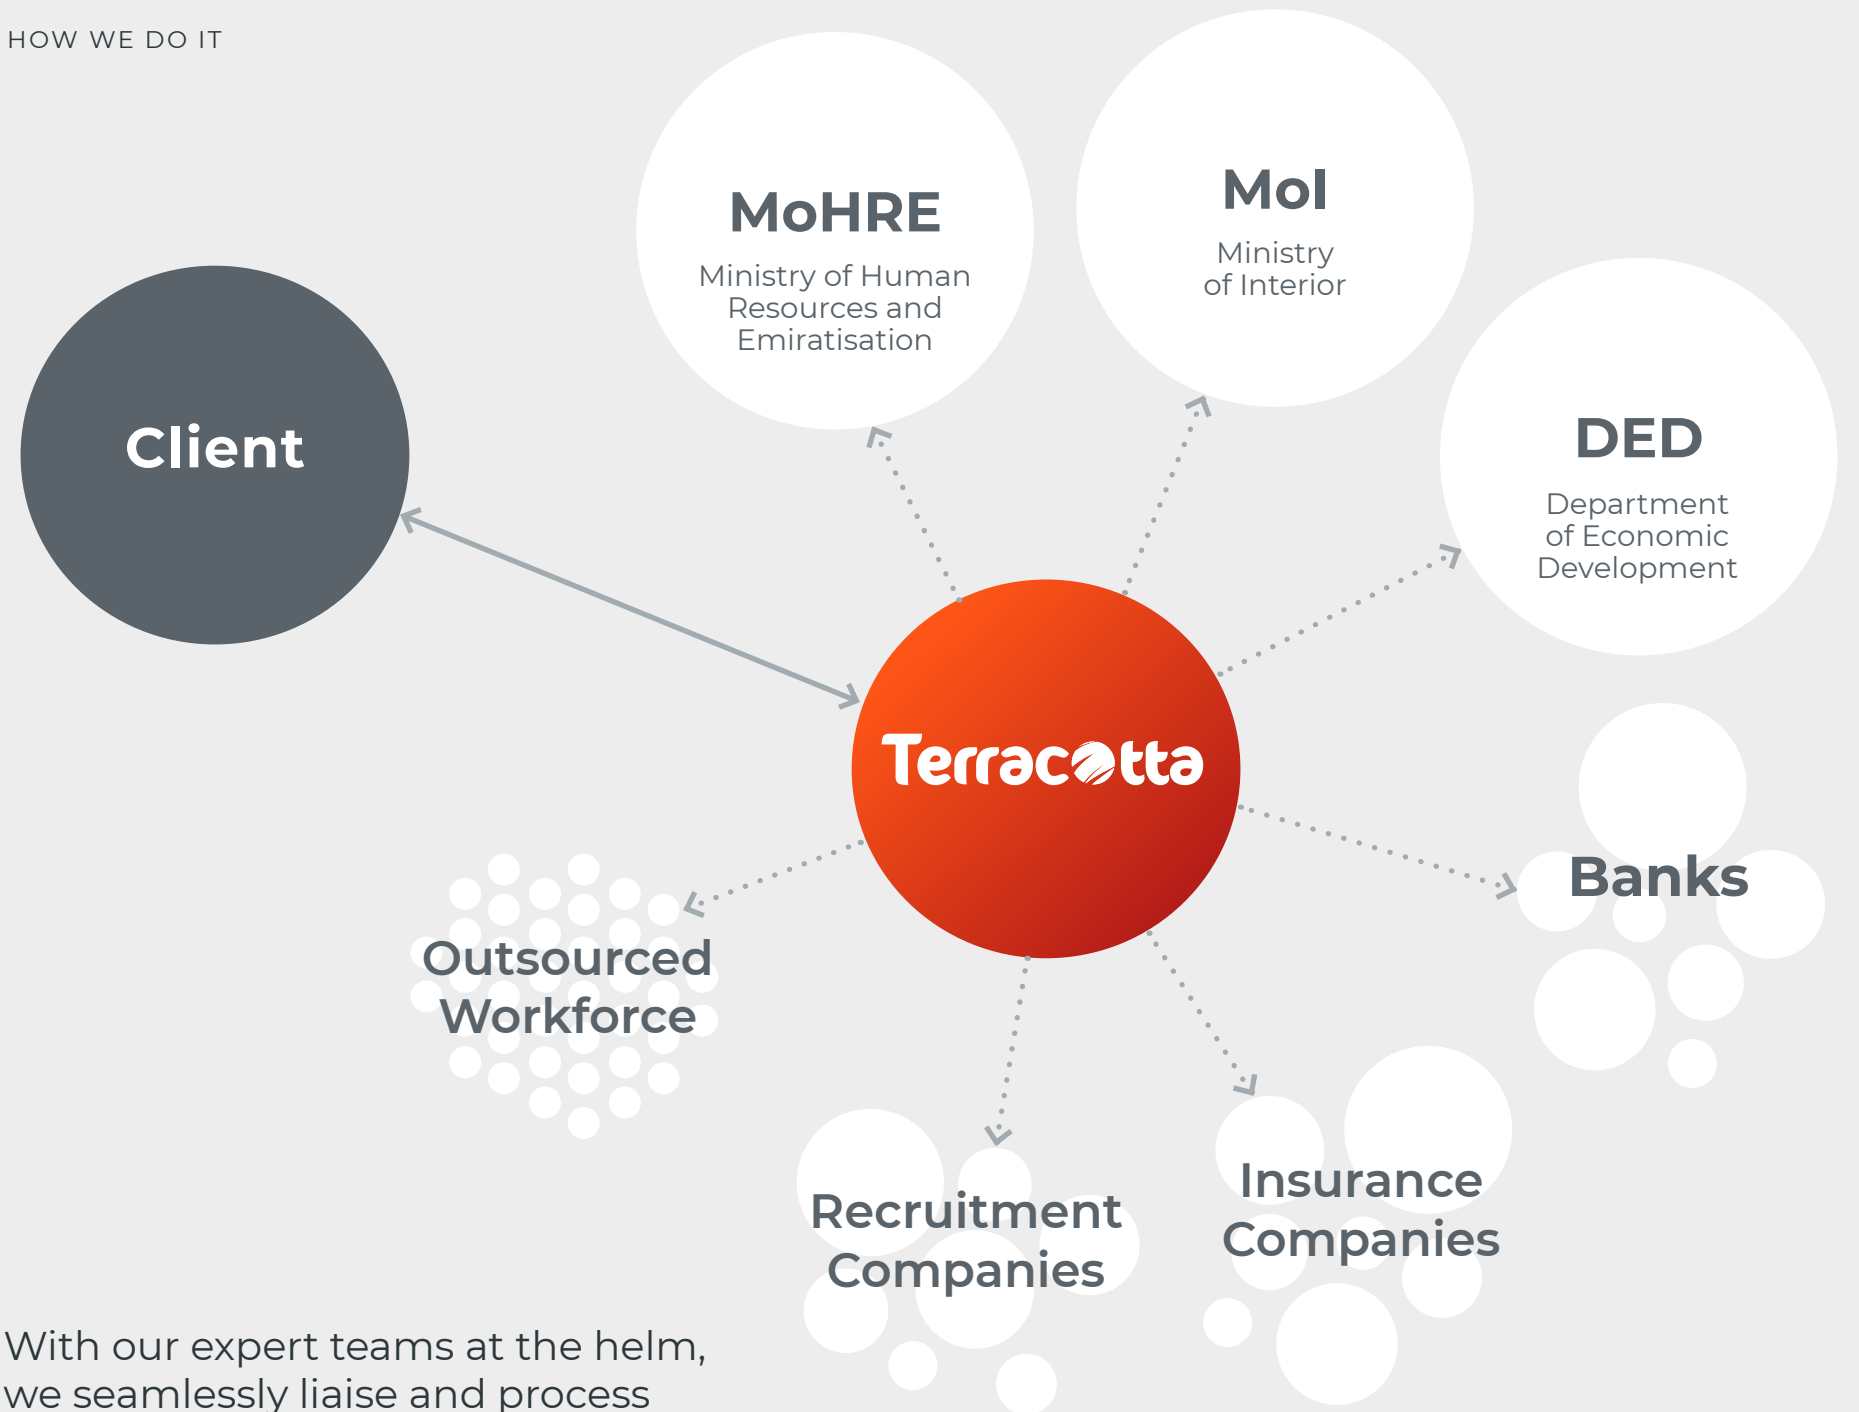 HOW WE DO IT
MoHRE
Ministry of Human
Resources and
Emiratisation
MoI
Ministry
of Interior
Client
DED
Department
of Economic
Development
Terracotta
Banks
Outsourced
Workforce
Recruitment
Companies
Insurance
Companies
With our expert teams at the helm,
we seamlessly liaise and process